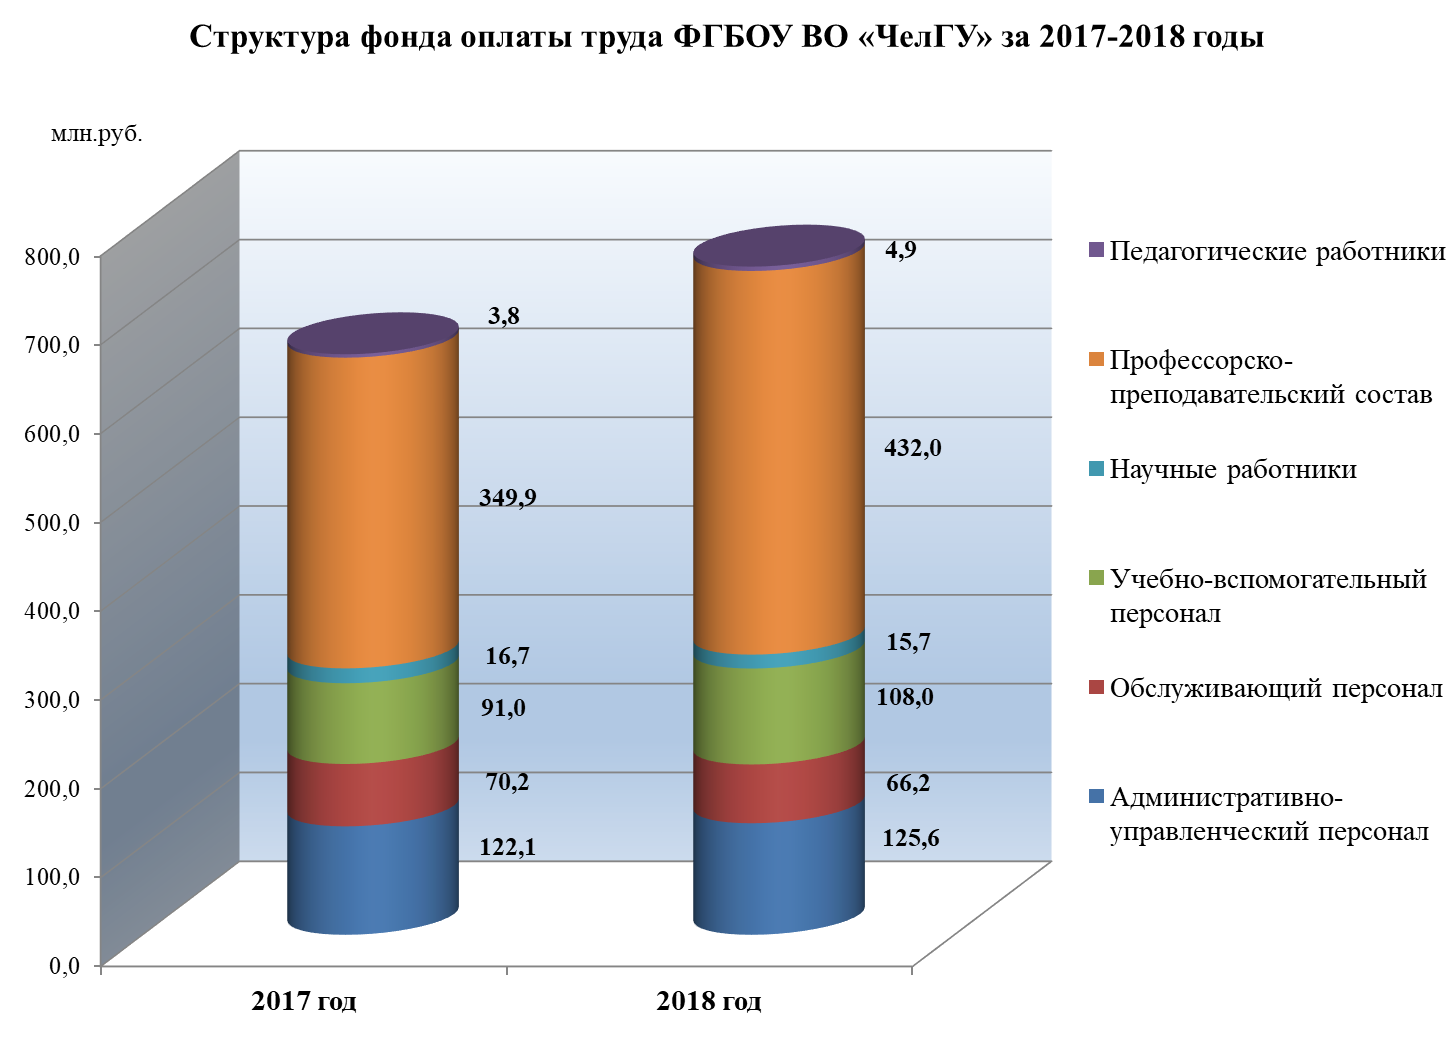 Структура фонда оплаты труда ФГБОУ ВО «ЧелГУ» за 2017-2018 годы
млн.руб.
800,0
700,0
600,0
500,0
400,0
300,0
200,0
100,0
0,0
3,8
349,9
16,7
91,0
70,2
122,1
4,9
432,0
15,7
108,0
66,2
125,6
2017 год
2018 год
Педагогические работники
Профессорско-
преподавательский состав
Научные работники
Учебно-вспомогательный
персонал
Обслуживающий персонал
Административно-
управленческий персонал